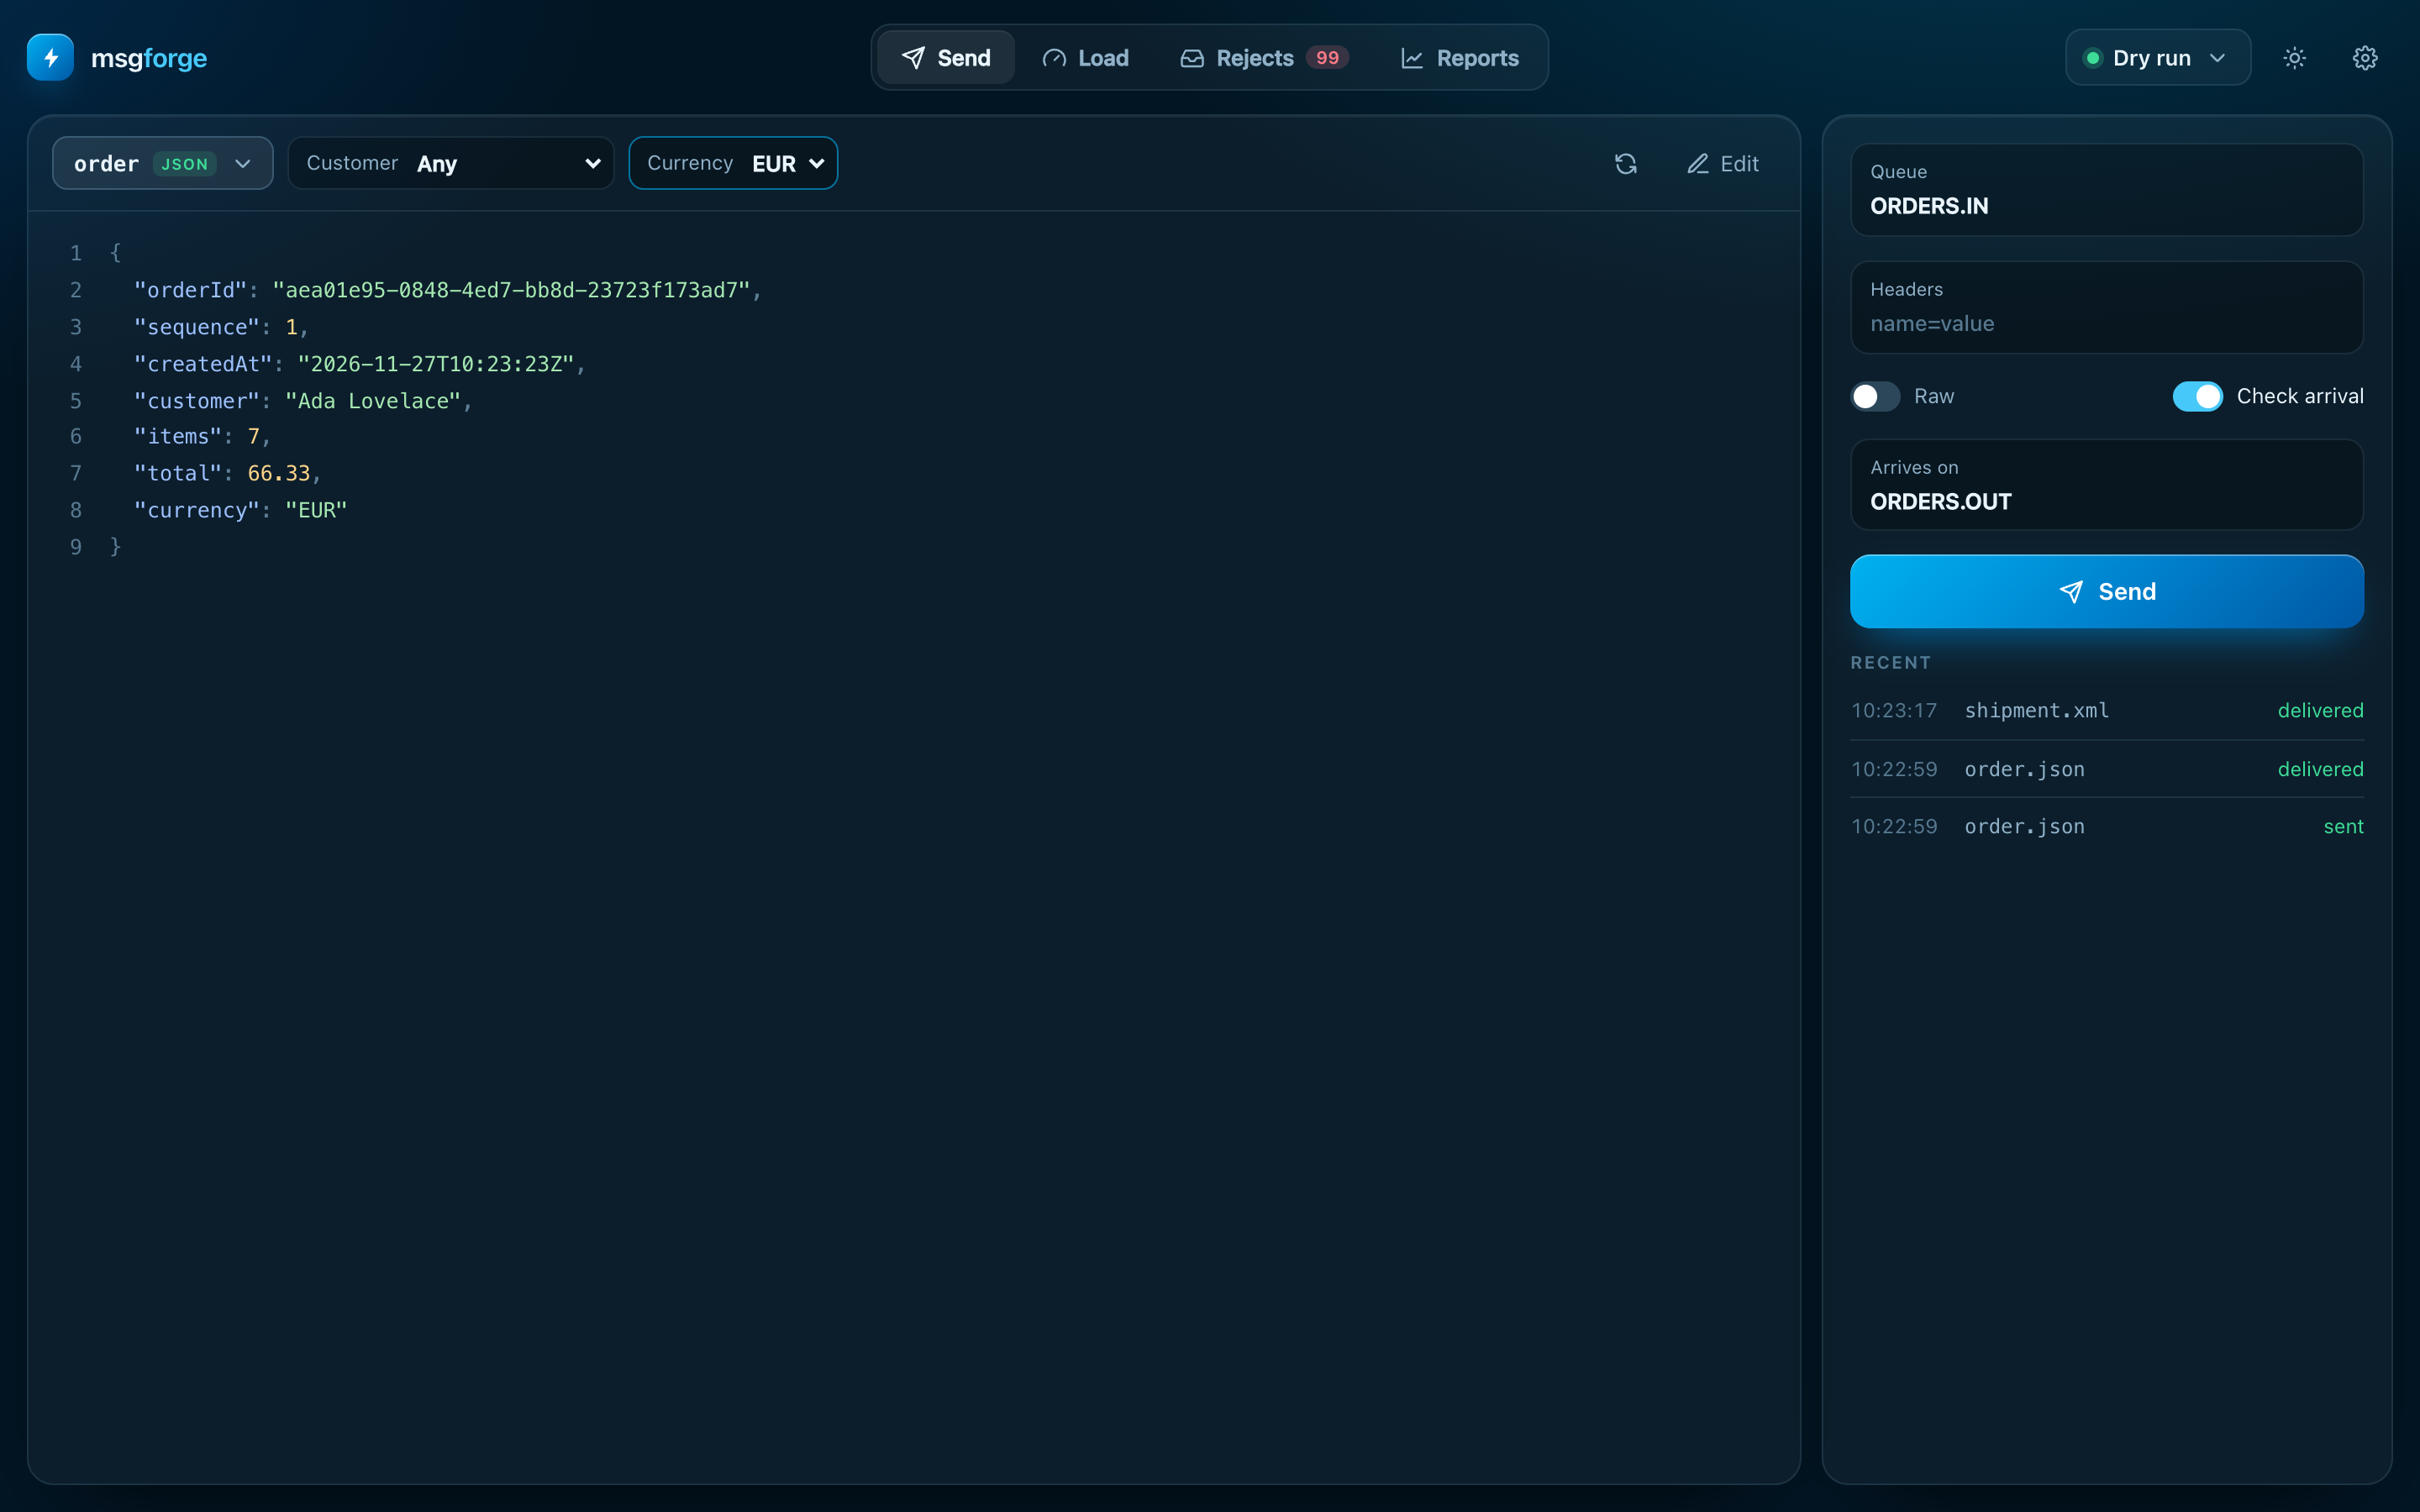 msgforge
Send
Load
Rejects 99
Reports
Dry run
order JSON
Customer Any
Currency EUR
Edit
1 {
2 "orderId": "aea01e95-0848-4ed7-bb8d-23723f173ad7",
3 "sequence": 1,
4 "createdAt": "2026-11-27T10:23:23Z",
5 "customer": "Ada Lovelace",
6 "items": 7,
7 "total": 66.33,
8 "currency": "EUR"
9 }
Queue
ORDERS.IN
Headers
name=value
Raw
Check arrival
Arrives on
ORDERS.OUT
Send
RECENT
10:23:17 shipment.xml delivered
10:22:59 order.json delivered
10:22:59 order.json sent